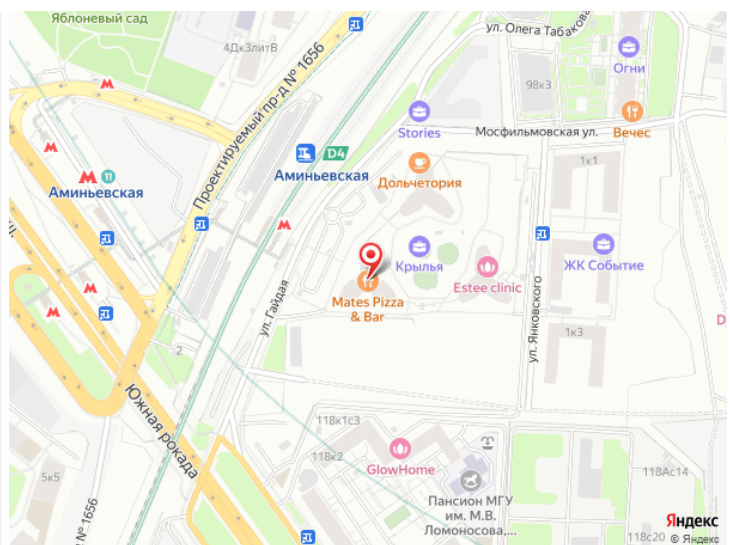 Яблоневый сад
4Дк3литВ
Проектируемый пр-д № 1656
ул. Олега Табакова
Огни
98к3
Stories
Мосфильмовская ул.
Вечес
D4
Аминьевская
Дольчетория
1к1
11
Аминьевская
Крылья
ЖК Событие
Estee clinic
Mates Pizza
& Bar
ул. Гайдая
ул. Янковского
1к3
2
D
Южная рокада
118к1с3
118к2
GlowHome
118Ас14
5к5
Пансион МГУ
им. М.В.
Ломоносова,...
№ 1656
Яндекс
118с20
© Яндекс